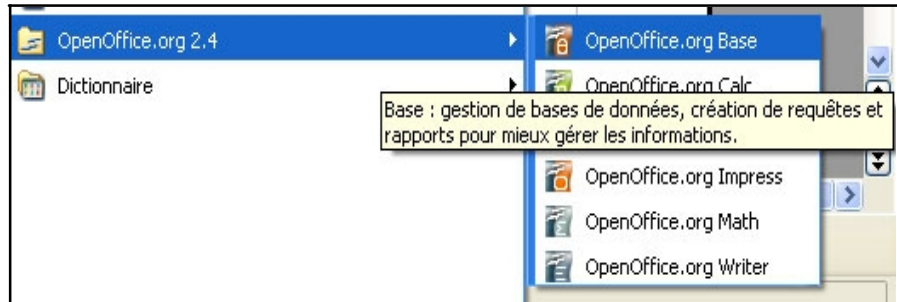 OpenOffice.org 2.4
OpenOffice.org Base
Dictionnaire
OpenOffice.org Calc
Base : gestion de bases de données, création de requêtes et
rapports pour mieux gérer les informations.
OpenOffice.org Impress
OpenOffice.org Math
OpenOffice.org Writer